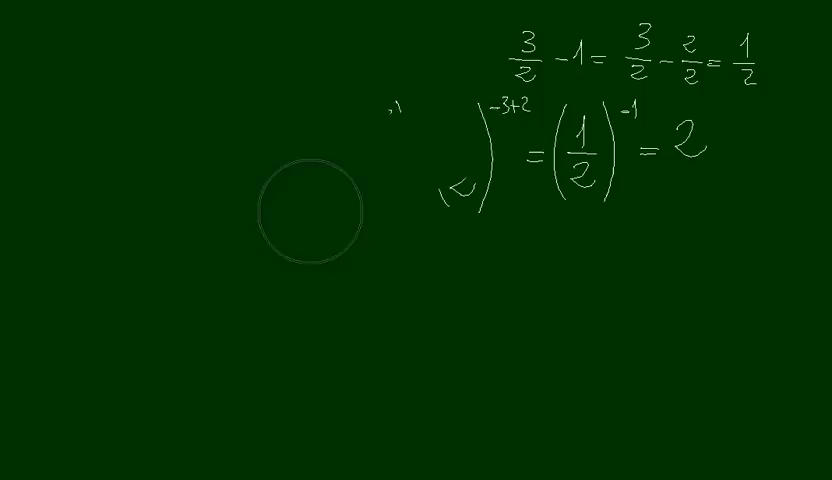 3/2 - 1 = 3/2 - 2/2 = 1/2
)^(-3+2) = (1/2)^(-1) = 2